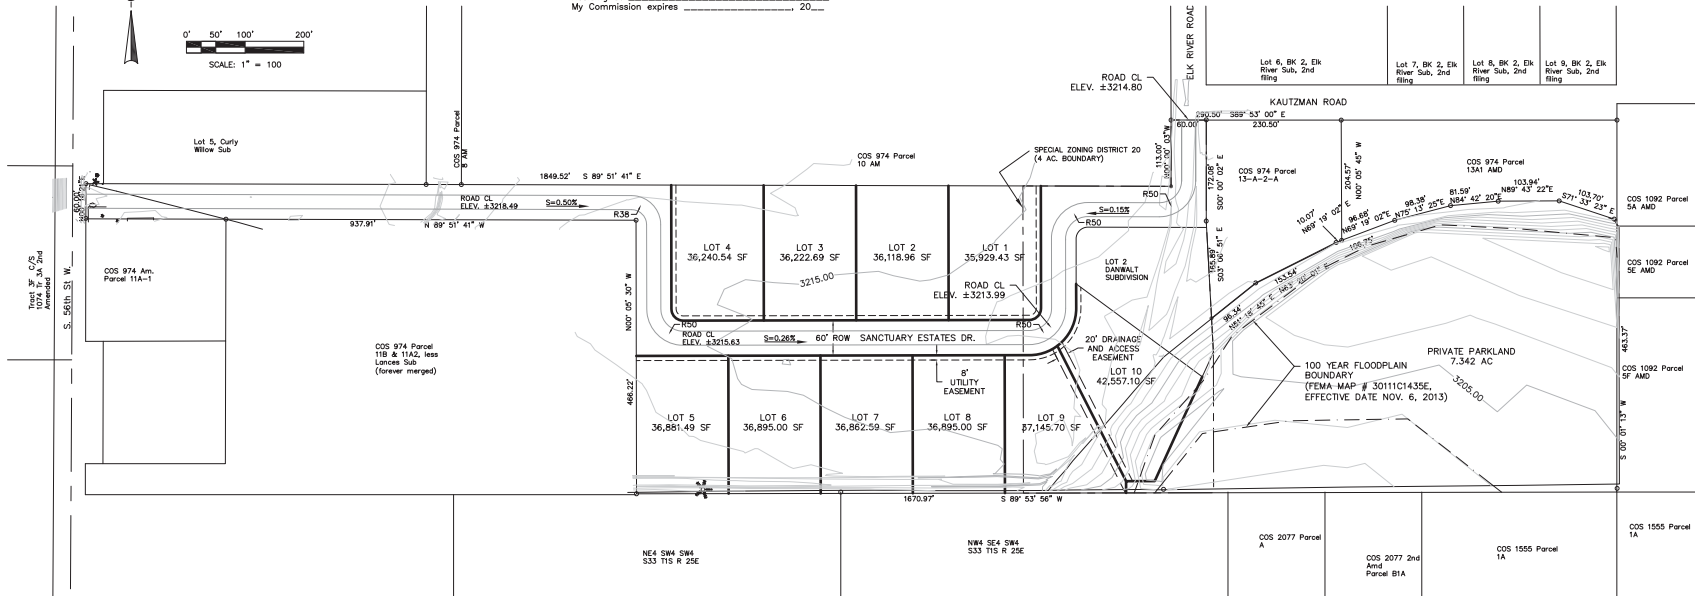 My Commission expires ____________________, 20__
0' 50' 100' 200'
SCALE: 1" = 100
Lot 5, Curly
Willow Sub
COS 974 Parcel
8 AM
COS 974 Parcel
10 AM
SPECIAL ZONING DISTRICT 20
(4 AC. BOUNDARY)
ROAD CL
ELEV. ±3214.80
ELK RIVER ROAD
KAUTZMAN ROAD
Lot 6, BK 2, Elk
River Sub, 2nd
filing
Lot 7, BK 2, Elk
River Sub, 2nd
filing
Lot 8, BK 2, Elk
River Sub, 2nd
filing
Lot 9, BK 2, Elk
River Sub, 2nd
filing
290.50' S89° 53' 00" E
60.00'
230.50'
113.00'
N00° 00' 03" W
172.08'
S00° 00' 02" E
165.89'
S03° 06' 51" E
COS 974 Parcel
13-A-2-A
204.57'
N00° 05' 45" W
COS 974 Parcel
13A1 AMD
10.07'
N69° 19' 02" E
96.68'
N69° 19' 02" E
98.38'
N75° 13' 25" E
81.59'
N84° 42' 20" E
103.94'
N89° 43' 22" E
103.70'
S71° 33' 23" E
COS 1092 Parcel
5A AMD
COS 1092 Parcel
5E AMD
COS 1092 Parcel
5F AMD
463.37'
S 00° 01' 13" W
1849.52' S 89° 51' 41" E
60.00'
ROAD CL
ELEV. ±3218.49
S=0.50%
R38
937.91'
N 89° 51' 41" W
R50
S=0.15%
R50
Tract 3F C/S
1074 Tr 3A 2nd
Amended
S. 56th St W.
COS 974 Am.
Parcel 11A-1
COS 974 Parcel
11B & 11A2, less
Lances Sub
(forever merged)
N00° 05' 30" W
466.22'
LOT 4
36,240.54 SF
LOT 3
36,222.69 SF
LOT 2
36,118.96 SF
LOT 1
35,929.43 SF
3215.00
LOT 2
DANWALT
SUBDIVISION
ROAD CL
ELEV. ±3213.99
R50
R50
ROAD CL
ELEV. ±3215.63
S=0.26%
60' ROW SANCTUARY ESTATES DR.
8'
UTILITY
EASEMENT
20' DRAINAGE
AND ACCESS
EASEMENT
LOT 10
42,557.10 SF
96.34'
153.54'
106.75'
100 YEAR FLOODPLAIN
BOUNDARY
(FEMA MAP # 30111C1435E,
EFFECTIVE DATE NOV. 6, 2013)
PRIVATE PARKLAND
7.342 AC
3205.00
LOT 5
36,881.49 SF
LOT 6
36,895.00 SF
LOT 7
36,862.59 SF
LOT 8
36,895.00 SF
LOT 9
37,145.70 SF
1670.97' S 89° 53' 56" W
NE4 SW4 SW4
S33 T1S R 25E
NW4 SE4 SW4
S33 T1S R 25E
COS 2077 Parcel
A
COS 2077 2nd
Amd
Parcel B1A
COS 1555 Parcel
1A
COS 1555 Parcel
1A